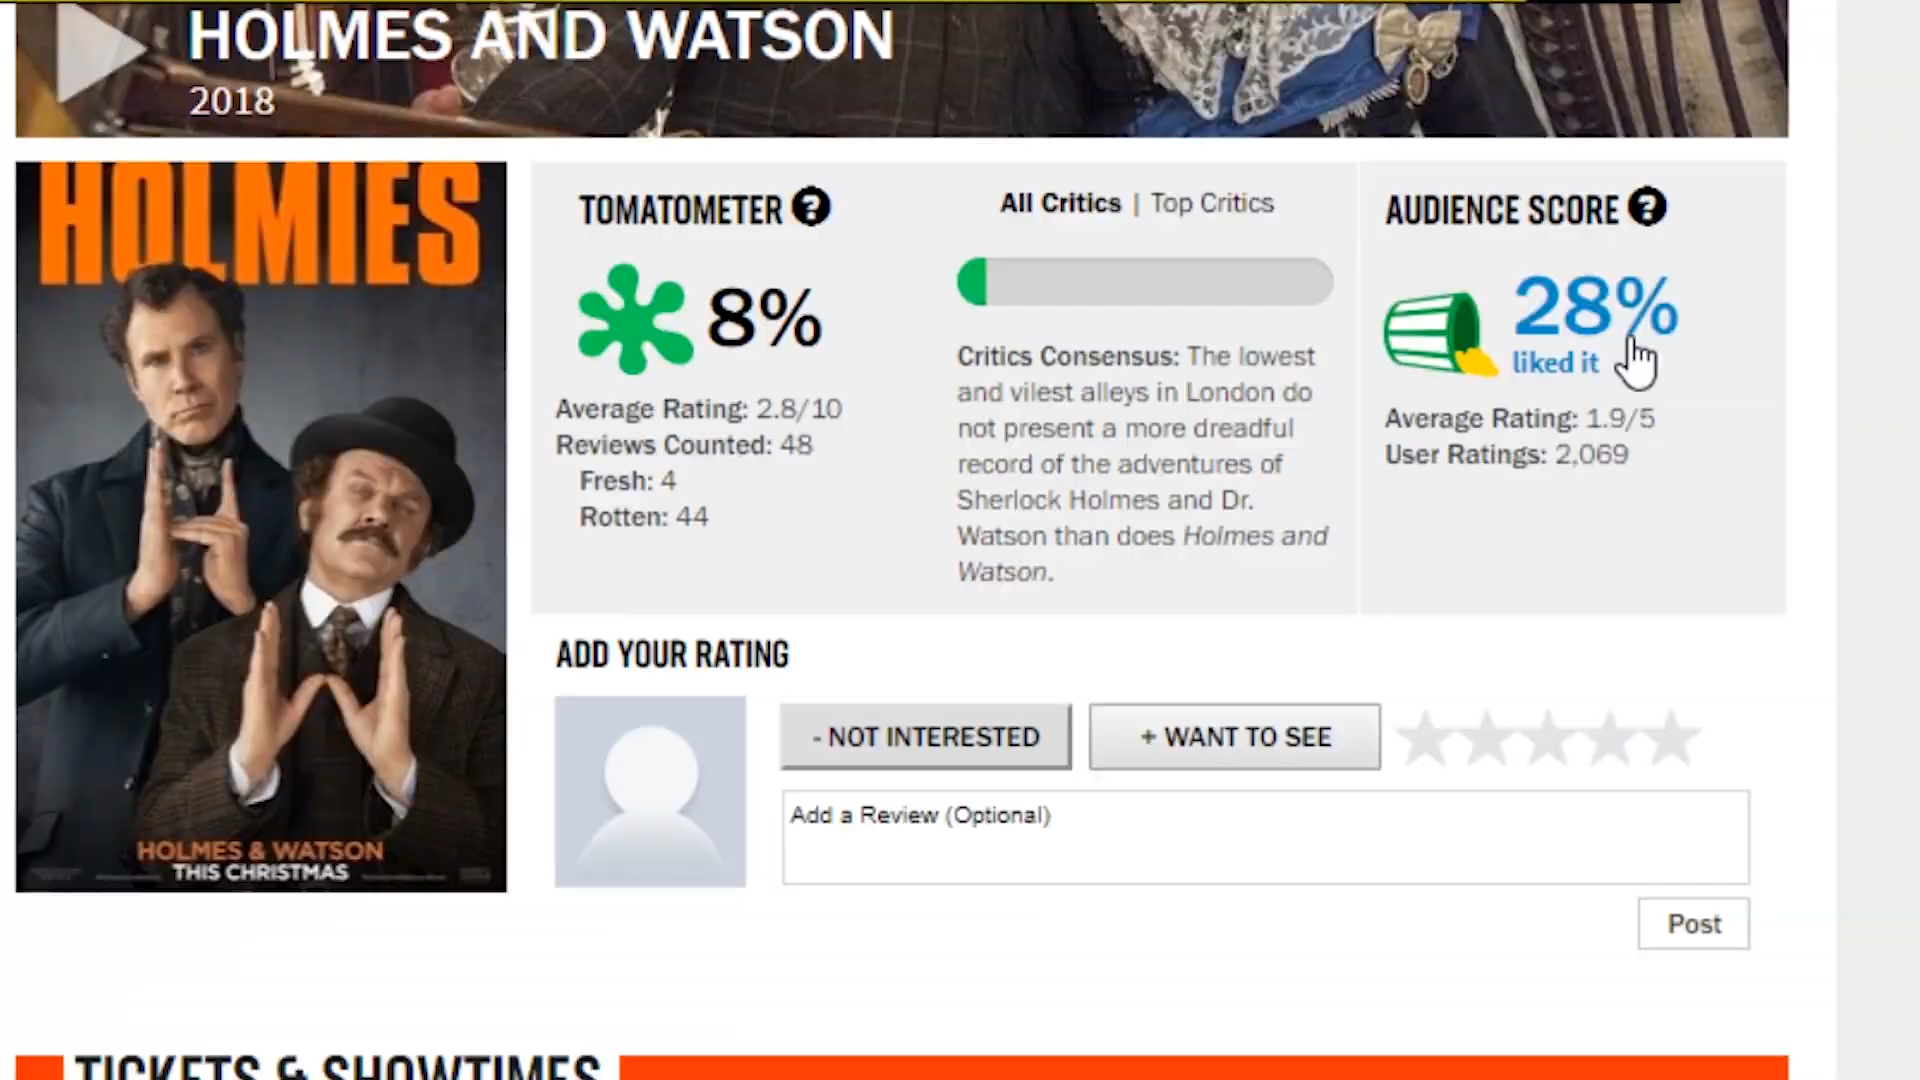 HOLMES AND WATSON
2018
HOLMIES
HOLMES & WATSON
THIS CHRISTMAS
TOMATOMETER ?
8%
Average Rating: 2.8/10
Reviews Counted: 48
Fresh: 4
Rotten: 44
All Critics | Top Critics
Critics Consensus: The lowest
and vilest alleys in London do
not present a more dreadful
record of the adventures of
Sherlock Holmes and Dr.
Watson than does Holmes and
Watson.
AUDIENCE SCORE ?
28%
liked it
Average Rating: 1.9/5
User Ratings: 2,069
ADD YOUR RATING
- NOT INTERESTED
+ WANT TO SEE
Add a Review (Optional)
Post
TICKETS & SHOWTIMES